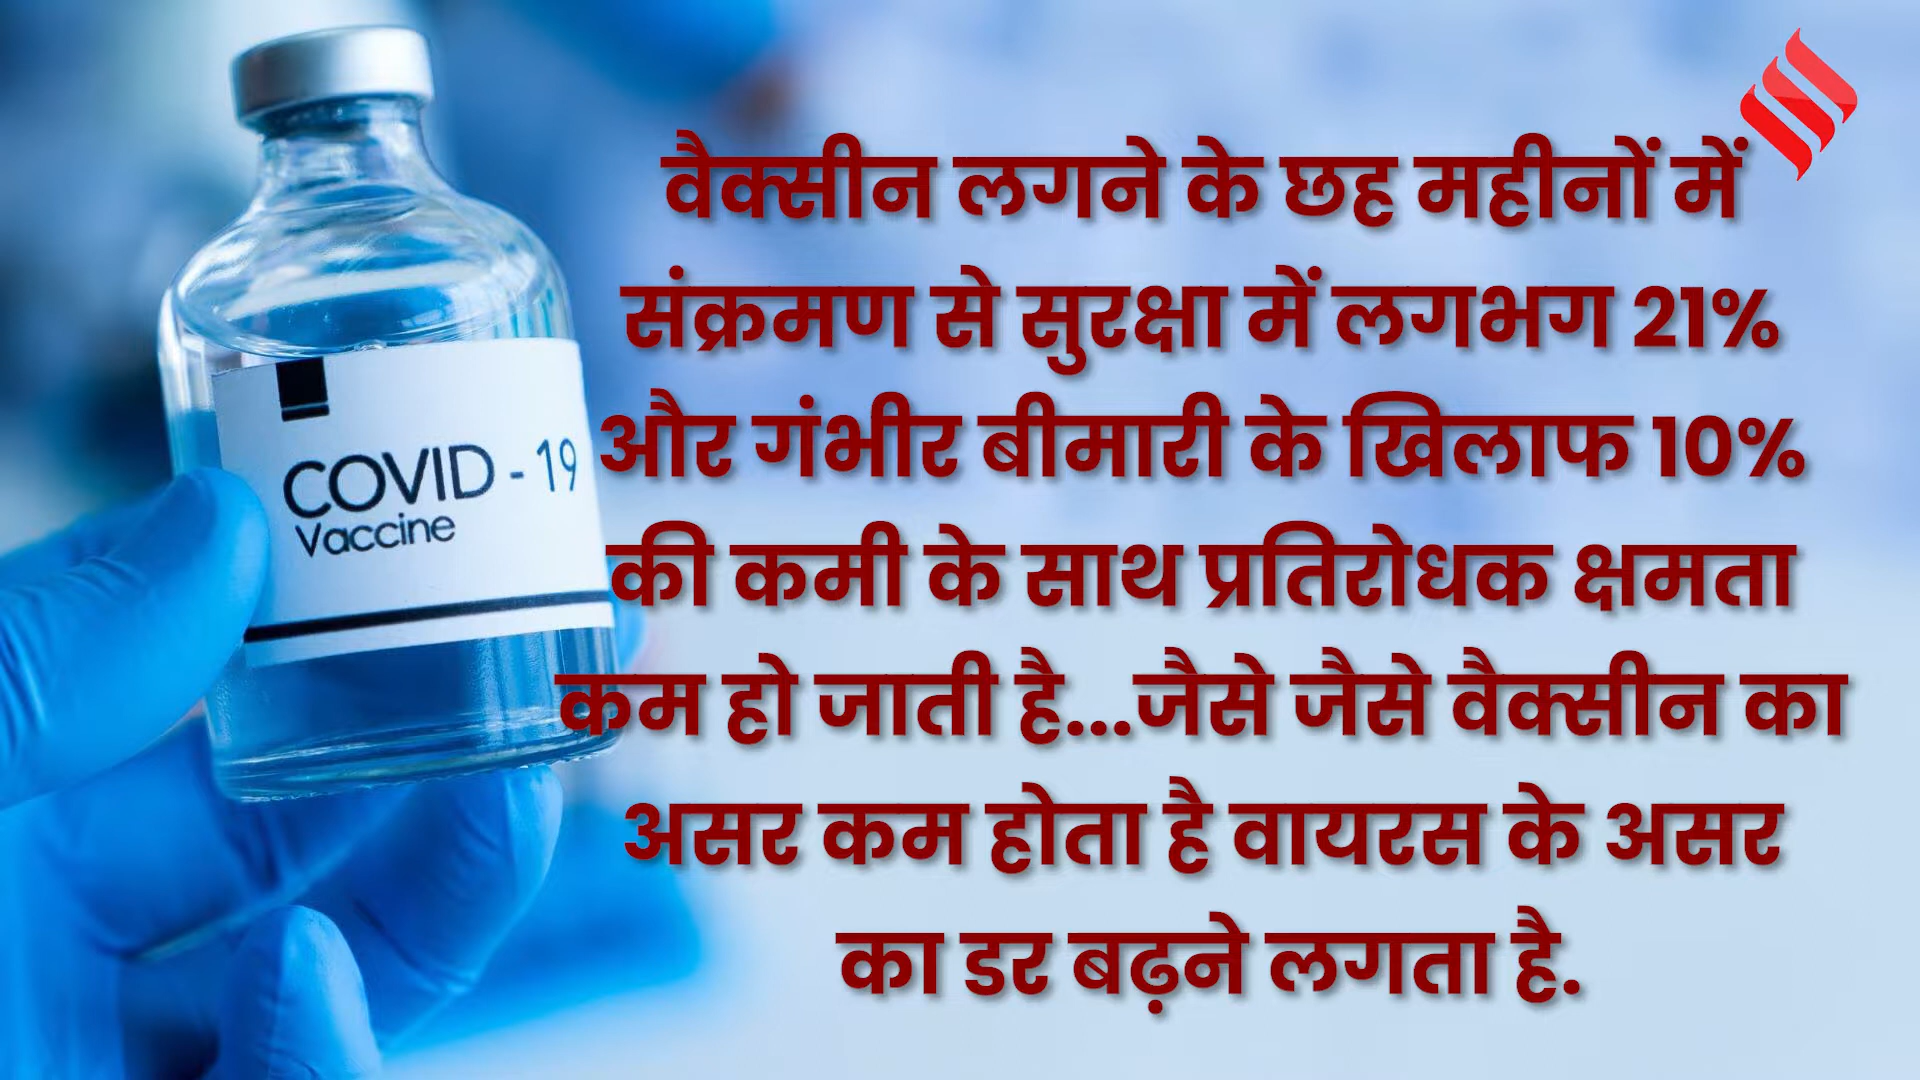 COVID - 19
Vaccine
वैक्सीन लगने के छह महीनों में
संक्रमण से सुरक्षा में लगभग 21%
और गंभीर बीमारी के खिलाफ 10%
की कमी के साथ प्रतिरोधक क्षमता
कम हो जाती है...जैसे जैसे वैक्सीन का
असर कम होता है वायरस के असर
का डर बढ़ने लगता है.